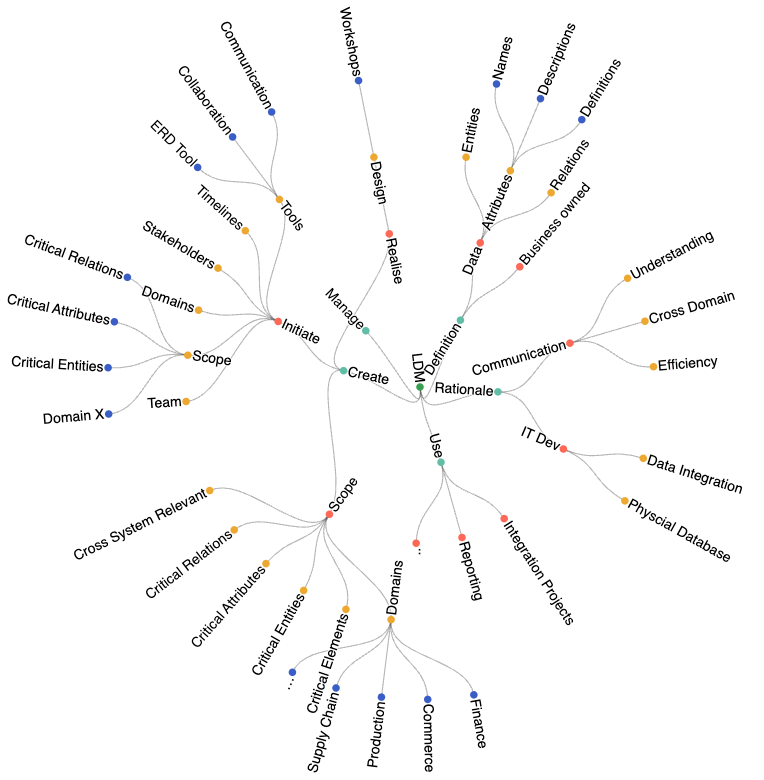 LDM
Definition
Data
Entities
Attributes
Names
Descriptions
Definitions
Relations
Business owned
Rationale
Communication
Understanding
Cross Domain
Efficiency
IT Dev
Data Integration
Physcial Database
Use
Integration Projects
Reporting
...
Create
Scope
Domains
Finance
Commerce
Production
Supply Chain
...
Critical Elements
Critical Entities
Critical Attributes
Critical Relations
Cross System Relevant
Initiate
Team
Scope
Domain X
Critical Entities
Critical Attributes
Critical Relations
Domains
Stakeholders
Timelines
Tools
ERD Tool
Collaboration
Communication
Realise
Design
Workshops
Manage